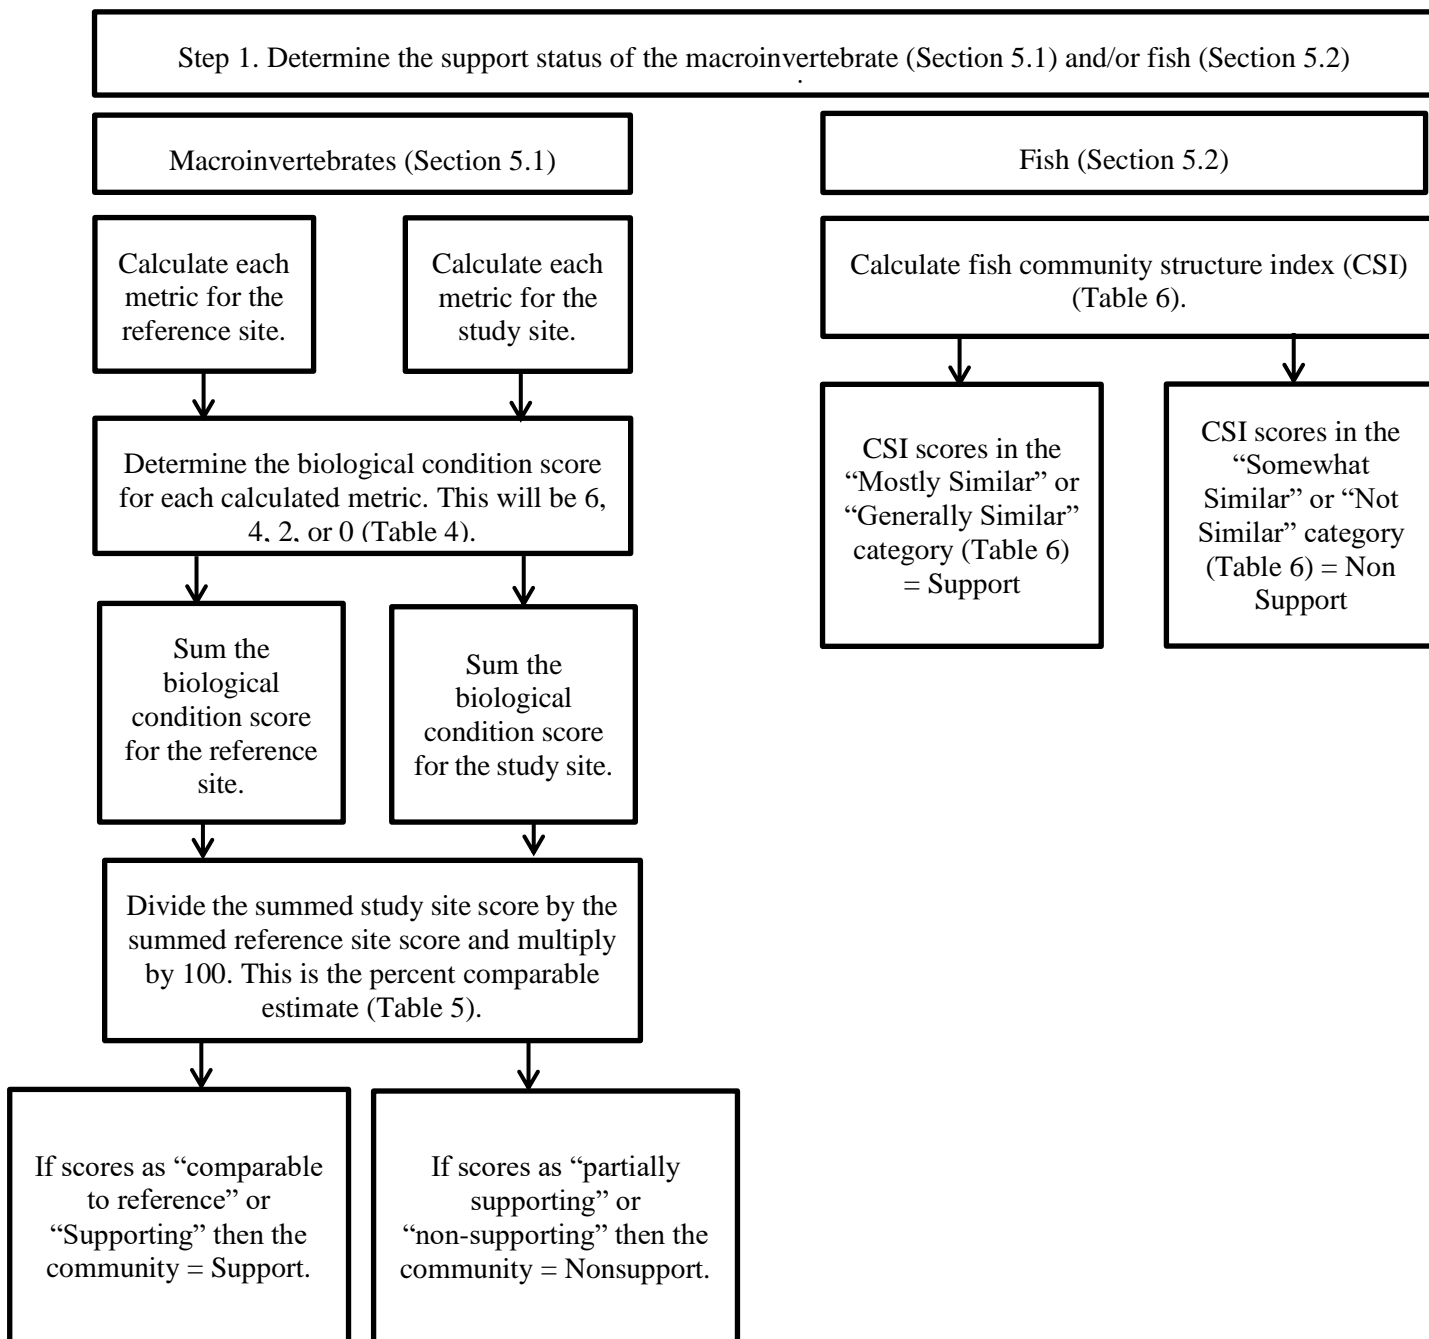 Step 1. Determine the support status of the macroinvertebrate (Section 5.1) and/or fish (Section 5.2)
.
Macroinvertebrates (Section 5.1)
Fish (Section 5.2)
Calculate each
metric for the
reference site.
Calculate each
metric for the
study site.
Calculate fish community structure index (CSI)
(Table 6).
Determine the biological condition score
for each calculated metric. This will be 6,
4, 2, or 0 (Table 4).
CSI scores in the
“Mostly Similar” or
“Generally Similar”
category (Table 6)
= Support
CSI scores in the
“Somewhat
Similar” or “Not
Similar” category
(Table 6) = Non
Support
Sum the
biological
condition score
for the reference
site.
Sum the
biological
condition score
for the study site.
Divide the summed study site score by the
summed reference site score and multiply
by 100. This is the percent comparable
estimate (Table 5).
If scores as “comparable
to reference” or
“Supporting” then the
community = Support.
If scores as “partially
supporting” or
“non-supporting” then the
community = Nonsupport.